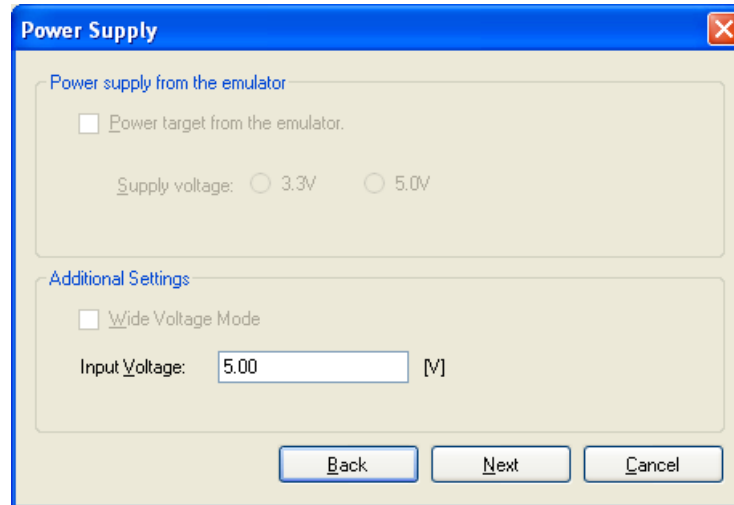 Power Supply
Power supply from the emulator
Power target from the emulator.
Supply voltage: 3.3V 5.0V
Additional Settings
Wide Voltage Mode
Input Voltage: 5.00 [V]
Back Next Cancel